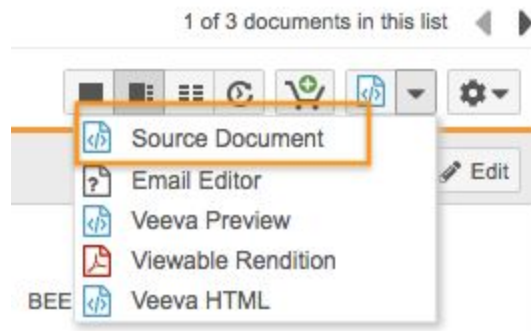 1 of 3 documents in this list
Source Document
Email Editor
Edit
Veeva Preview
Viewable Rendition
BEE
Veeva HTML